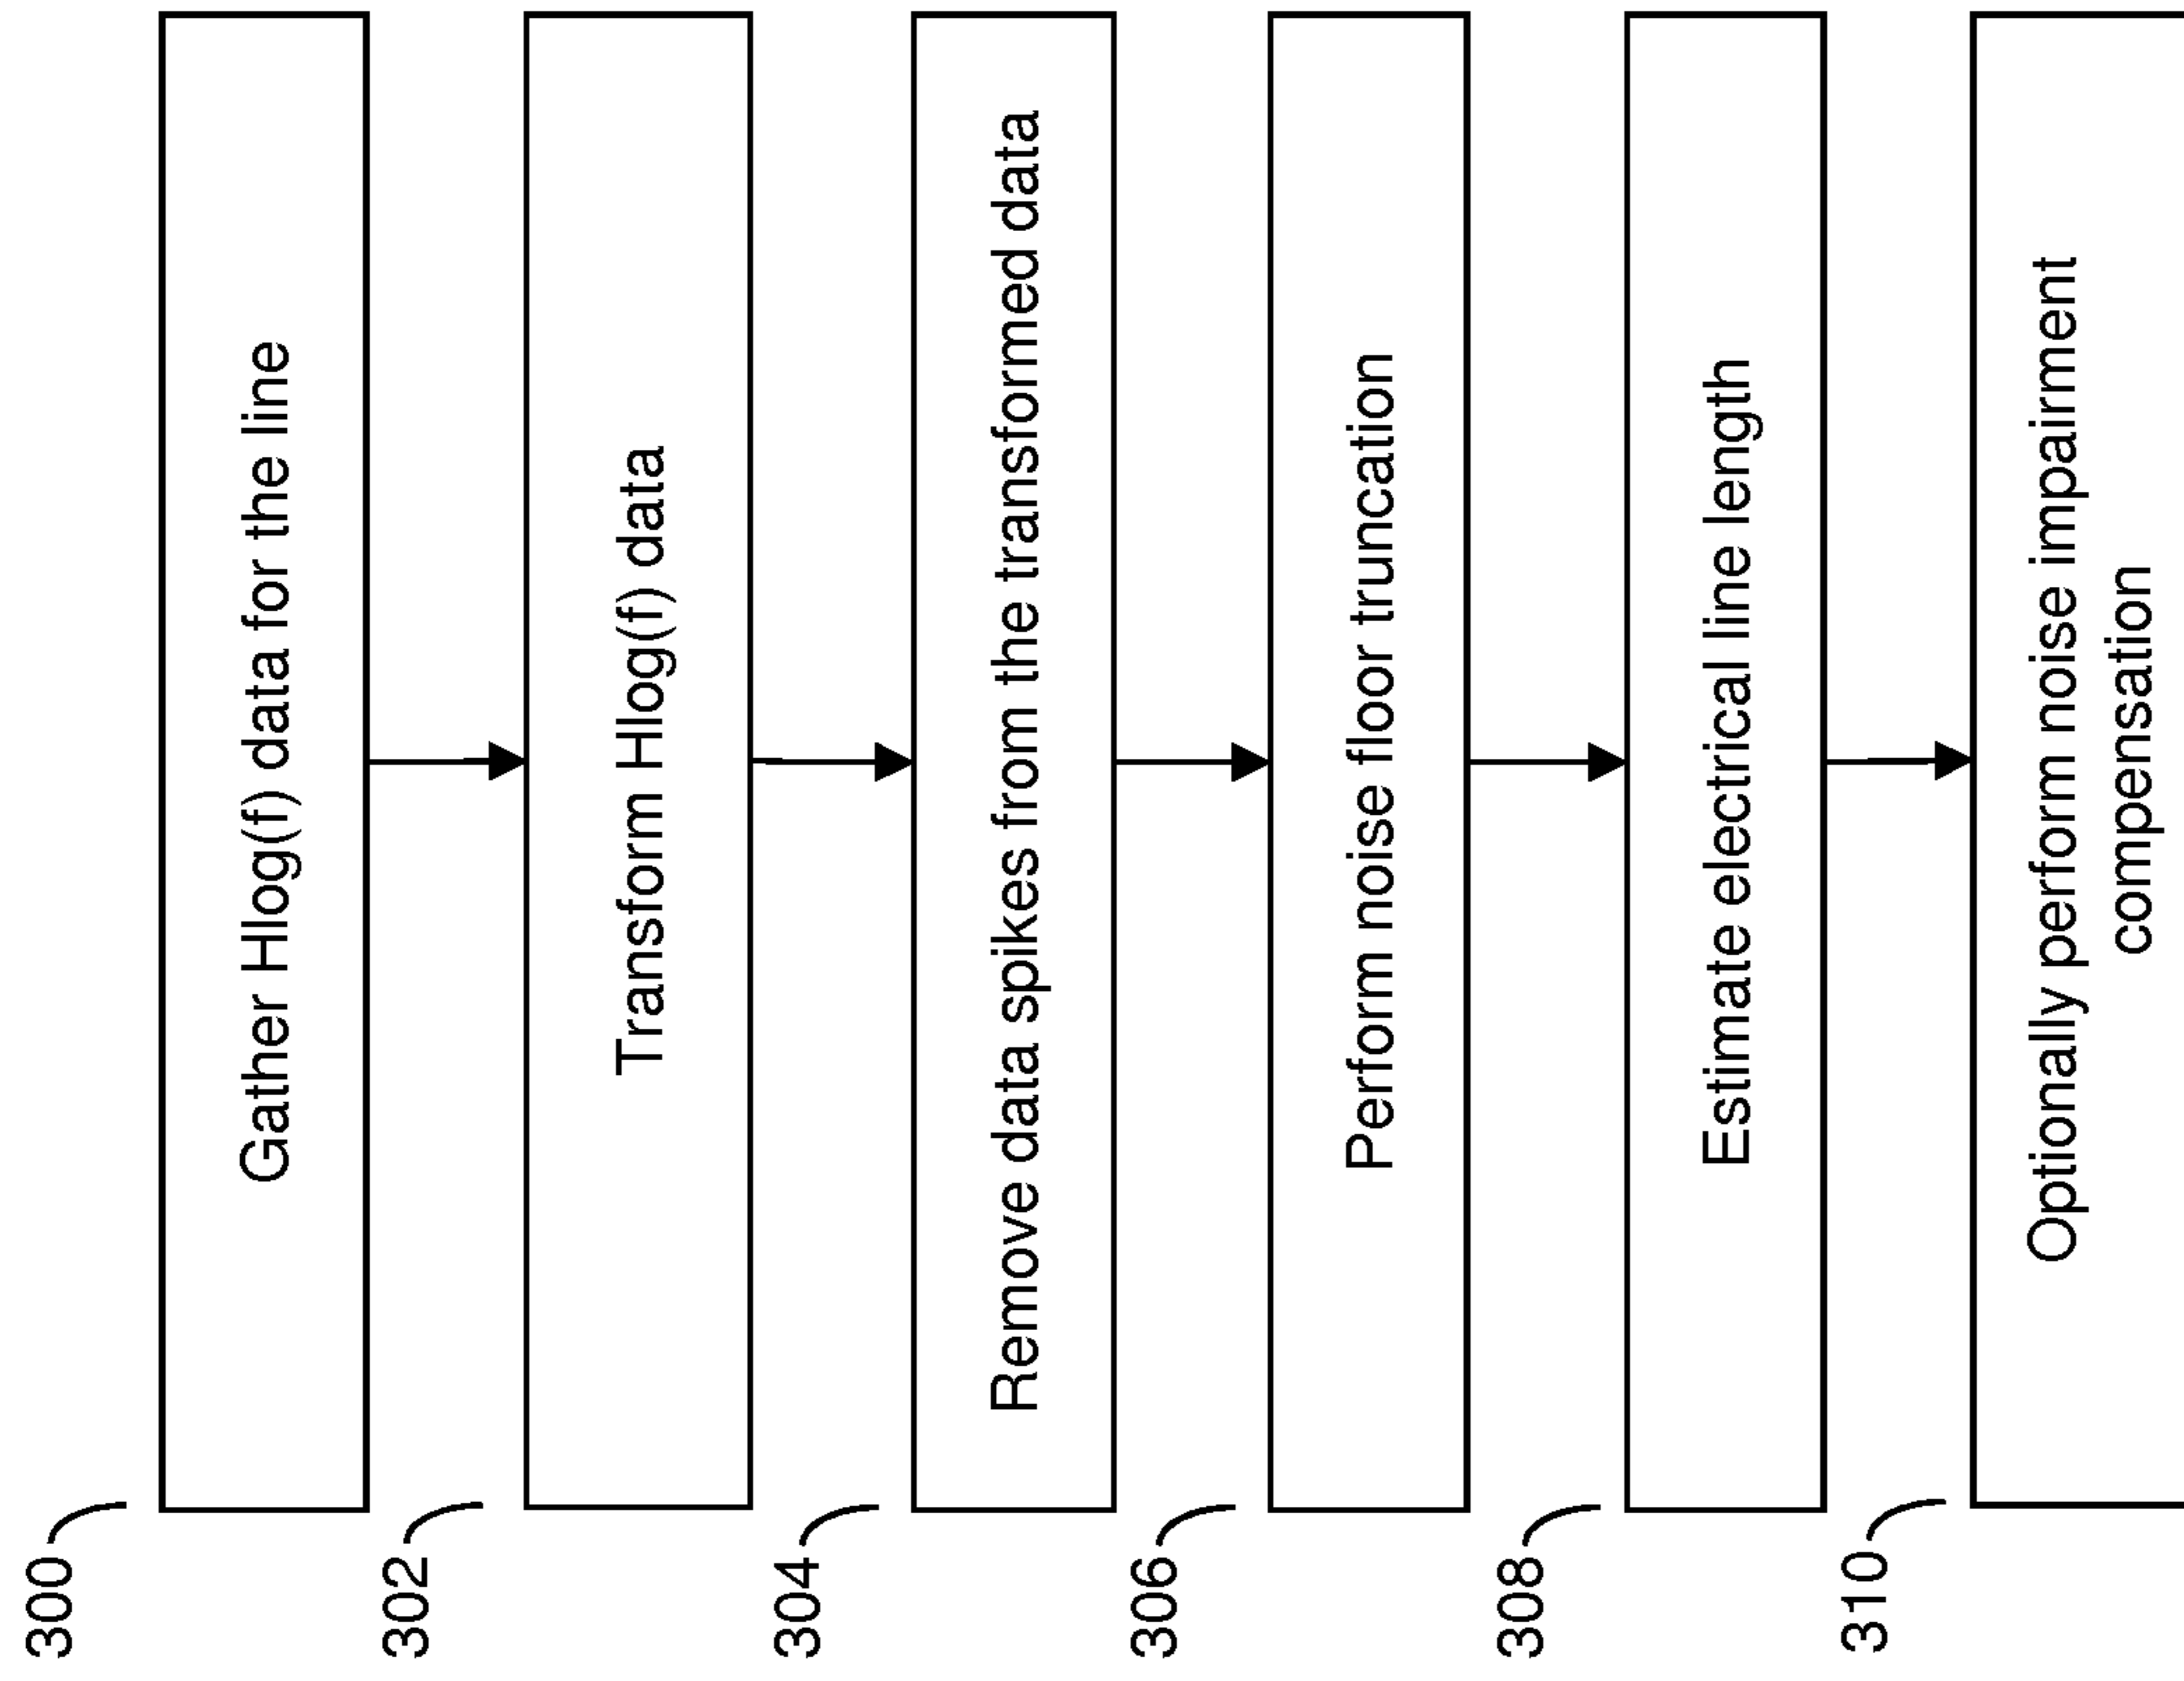 300
Gather Hlog(f) data for the line
302
Transform Hlog(f) data
304
Remove data spikes from the transformed data
306
Perform noise floor truncation
308
Estimate electrical line length
310
Optionally perform noise impairment
compensation